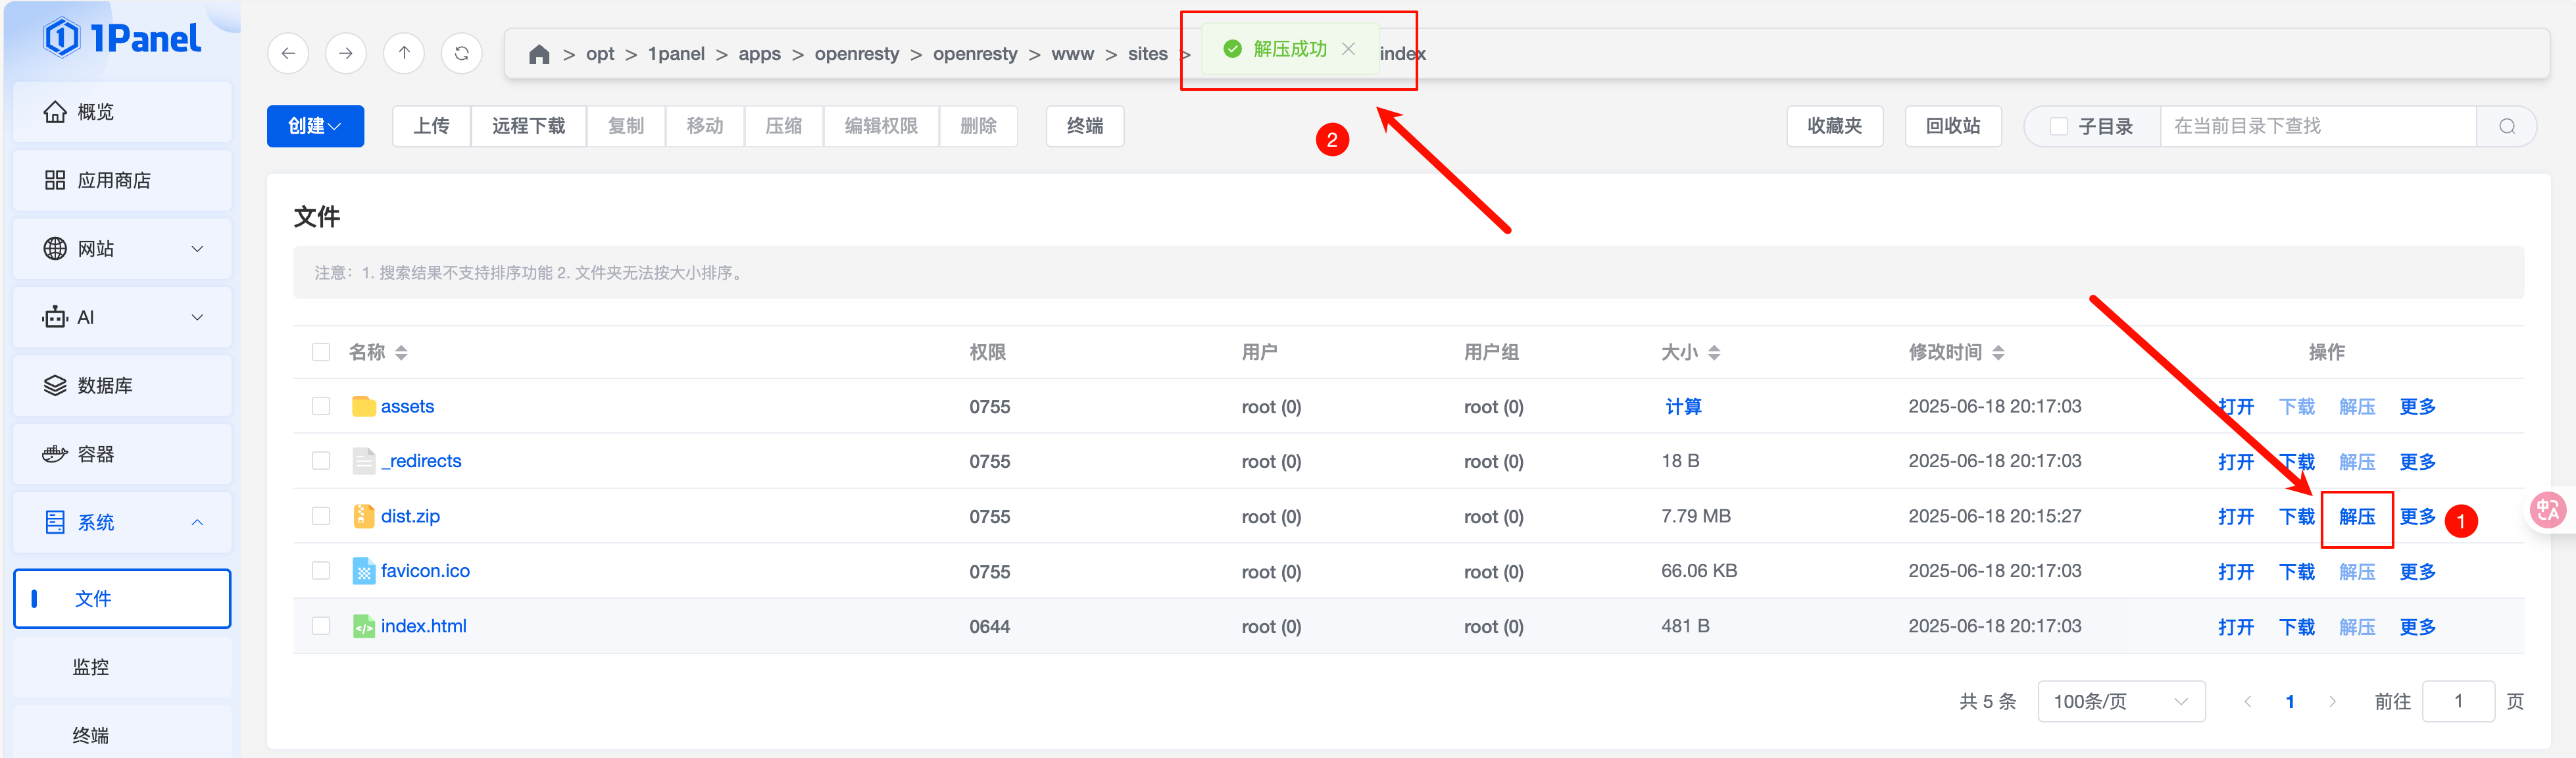 1Panel
> opt > 1panel > apps > openresty > openresty > www > sites > 解压成功 index
概览
创建 上传 远程下载 复制 移动 压缩 编辑权限 删除 终端 收藏夹 回收站 子目录 在当前目录下查找
2
应用商店
文件
网站
注意：1. 搜索结果不支持排序功能 2. 文件夹无法按大小排序。
AI
名称 权限 用户 用户组 大小 修改时间 操作
数据库
assets 0755 root (0) root (0) 计算 2025-06-18 20:17:03 打开 下载 解压 更多
容器
_redirects 0755 root (0) root (0) 18 B 2025-06-18 20:17:03 打开 下载 解压 更多
系统
dist.zip 0755 root (0) root (0) 7.79 MB 2025-06-18 20:15:27 打开 下载 解压 更多 1
中A
favicon.ico 0755 root (0) root (0) 66.06 KB 2025-06-18 20:17:03 打开 下载 解压 更多
文件
index.html 0644 root (0) root (0) 481 B 2025-06-18 20:17:03 打开 下载 解压 更多
监控
共 5 条 100条/页 1 前往 1 页
终端